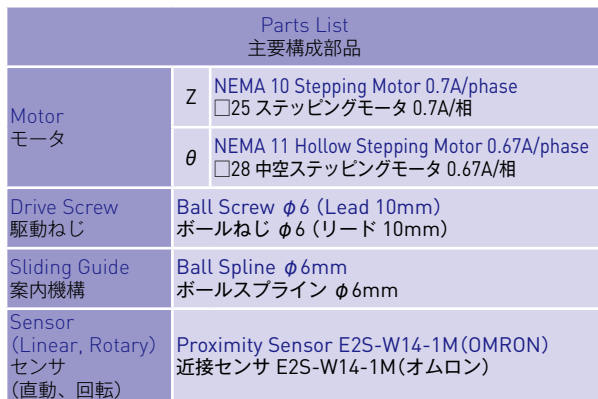 Parts List
主要構成部品
Motor
モータ
Z
NEMA 10 Stepping Motor 0.7A/phase
□25 ステッピングモータ 0.7A/相
θ
NEMA 11 Hollow Stepping Motor 0.67A/phase
□28 中空ステッピングモータ 0.67A/相
Drive Screw
駆動ねじ
Ball Screw φ6 (Lead 10mm)
ボールねじ φ6（リード 10mm）
Sliding Guide
案内機構
Ball Spline φ6mm
ボールスプライン φ6mm
Sensor
(Linear, Rotary)
センサ
(直動、回転)
Proximity Sensor E2S-W14-1M(OMRON)
近接センサ E2S-W14-1M(オムロン)